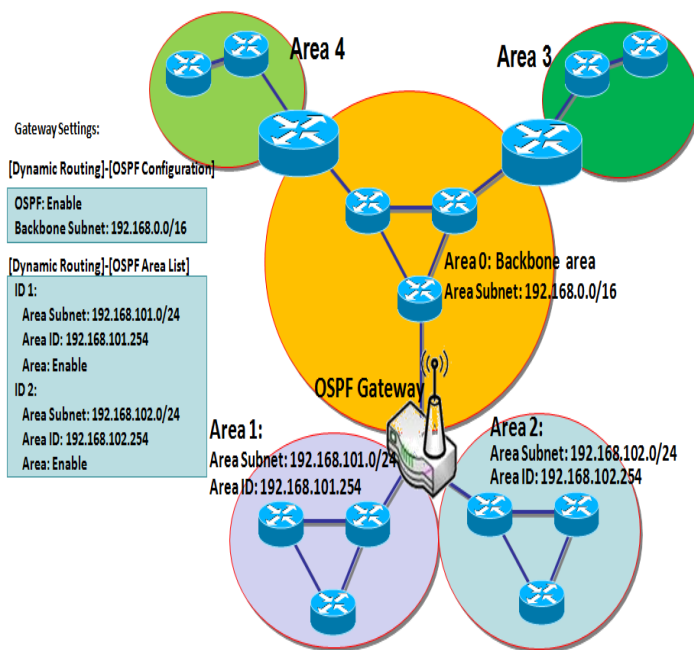 Area 4
Area 3
Gateway Settings:
[Dynamic Routing]-[OSPF Configuration]
OSPF: Enable
Backbone Subnet: 192.168.0.0/16
[Dynamic Routing]-[OSPF Area List]
ID 1:
Area Subnet: 192.168.101.0/24
Area ID: 192.168.101.254
Area: Enable
ID 2:
Area Subnet: 192.168.102.0/24
Area ID: 192.168.102.254
Area: Enable
Area 0: Backbone area
Area Subnet: 192.168.0.0/16
OSPF Gateway
Area 1:
Area Subnet: 192.168.101.0/24
Area ID: 192.168.101.254
Area 2:
Area Subnet: 192.168.102.0/24
Area ID: 192.168.102.254